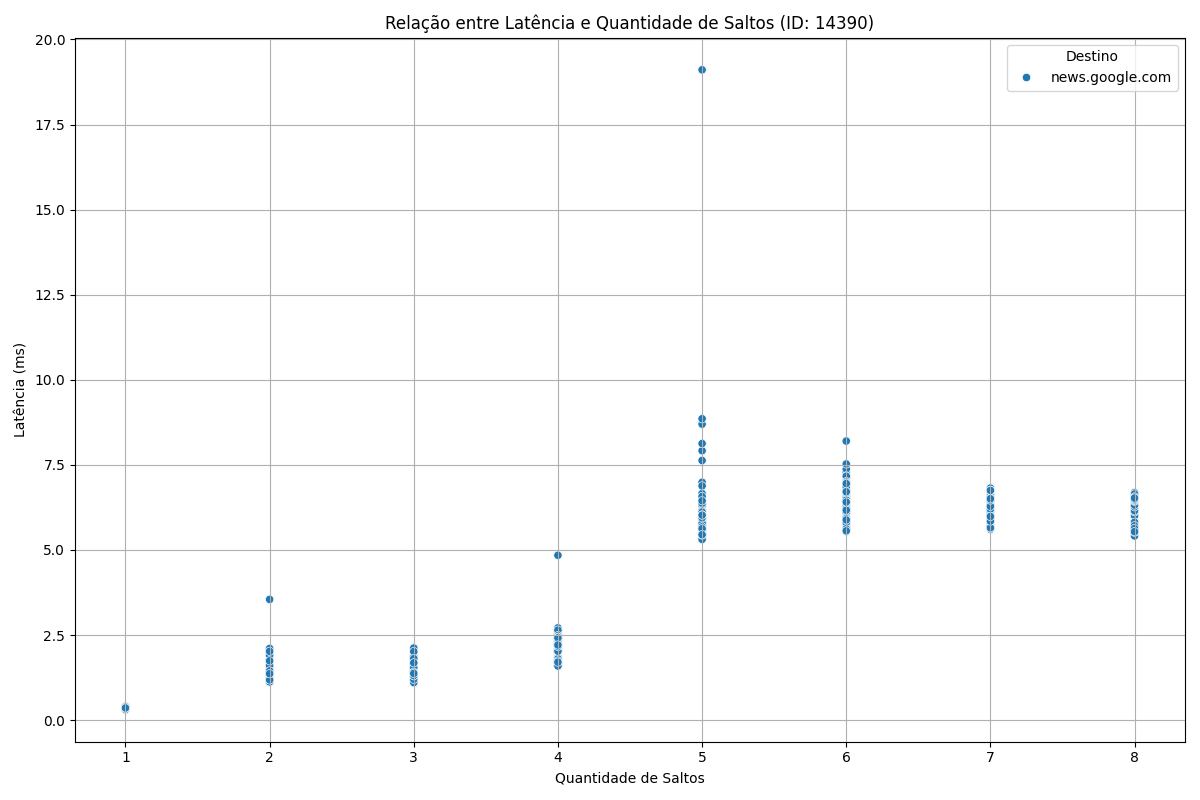 Relação entre Latência e Quantidade de Saltos (ID: 14390)
Destino
news.google.com
Latência (ms)
20.0
17.5
15.0
12.5
10.0
7.5
5.0
2.5
0.0
1 2 3 4 5 6 7 8
Quantidade de Saltos